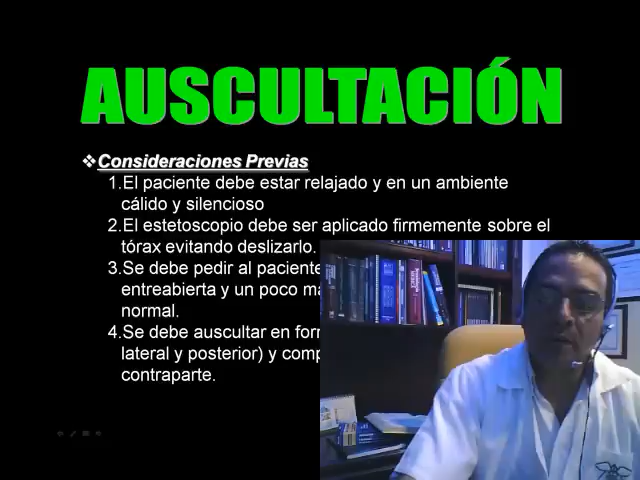 AUSCULTACIÓN
❖Consideraciones Previas
1.El paciente debe estar relajado y en un ambiente
cálido y silencioso
2.El estetoscopio debe ser aplicado firmemente sobre el
tórax evitando deslizarlo.
3.Se debe pedir al paciente
entreabierta y un poco
normal.
4.Se debe auscultar en
lateral y posterior) y
contraparte.